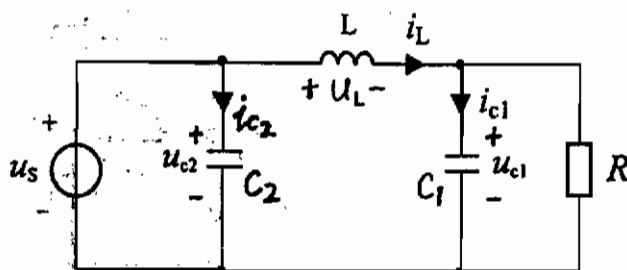 L
i_L
+ U_L -
i_c2
i_c1
+
u_S
-
+
u_c2
-
C_2
C_1
+
u_c1
-
R